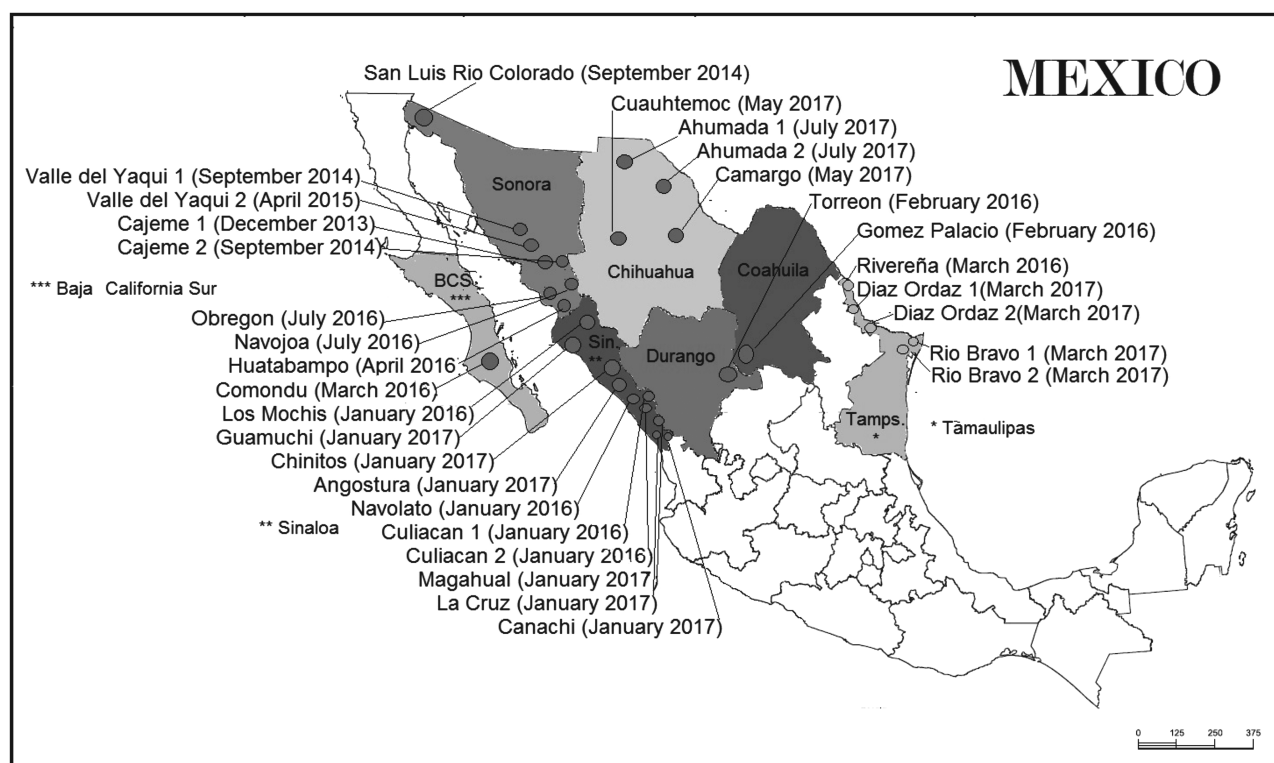 MEXICO
San Luis Rio Colorado (September 2014)
Cuauhtemoc (May 2017)
Ahumada 1 (July 2017)
Ahumada 2 (July 2017)
Camargo (May 2017)
Torreon (February 2016)
Gomez Palacio (February 2016)
Valle del Yaqui 1 (September 2014)
Valle del Yaqui 2 (April 2015)
Cajeme 1 (December 2013)
Cajeme 2 (September 2014)
Sonora
Chihuahua
Coahuila
Rivereña (March 2016)
Diaz Ordaz 1(March 2017)
Diaz Ordaz 2(March 2017)
Rio Bravo 1 (March 2017)
Rio Bravo 2 (March 2017)
BCS.
***
*** Baja California Sur
Obregon (July 2016)
Navojoa (July 2016)
Huatabampo (April 2016
Comondu (March 2016)
Los Mochis (January 2016)
Guamuchi (January 2017)
Chinitos (January 2017)
Angostura (January 2017)
Navolato (January 2016)
Culiacan 1 (January 2016)
Culiacan 2 (January 2016)
Magahual (January 2017
La Cruz (January 2017)
Canachi (January 2017)
Sin.
**
Durango
Tamps.
*
* Tamaulipas
** Sinaloa
0 125 250 375